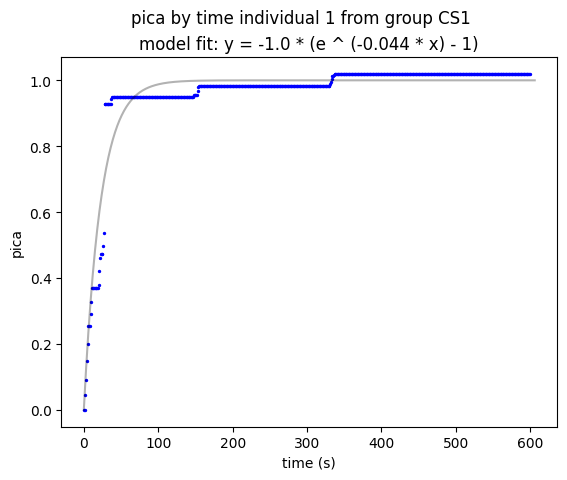 pica by time individual 1 from group CS1
model fit: y = -1.0 * (e ^ (-0.044 * x) - 1)
1.0
0.8
0.6
0.4
0.2
0.0
pica
0 100 200 300 400 500 600
time (s)